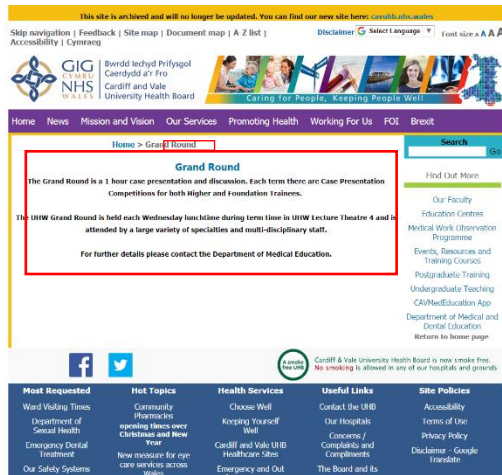 This site is archived and will no longer be updated. You can find our new site here: cavuhb.nhs.wales
Skip navigation | Feedback | Site map | Document map | A-Z list |
Accessibility | Cymraeg
Disclaimer G Select Language ▼ Font size A A A
GIG
CYMRU
NHS
WALES
Bwrdd Iechyd Prifysgol
Caerdydd a'r Fro
Cardiff and Vale
University Health Board
Caring for People, Keeping People Well
Home News Mission and Vision Our Services Promoting Health Working For Us FOI Brexit
Home > Grand Round
Grand Round
The Grand Round is a 1 hour case presentation and discussion. Each term there are Case Presentation
Competitions for both Higher and Foundation Trainees.
The UHW Grand Round is held each Wednesday lunchtime during term time in UHW Lecture Theatre 4 and is
attended by a large variety of specialties and multi-disciplinary staff.
For further details please contact the Department of Medical Education.
Search
Go
Find Out More
Our Faculty
Education Centres
Medical Work Observation
Programme
Events, Resources and
Training Courses
Postgraduate Training
Undergraduate Teaching
CAVMedEducation App
Department of Medical and
Dental Education
Return to home page
A smoke
free UHB
Cardiff & Vale University Health Board is now smoke free.
No smoking is allowed in any of our hospitals and grounds
Most Requested
Ward Visiting Times
Department of
Sexual Health
Emergency Dental
Treatment
Our Safety Systems
Hot Topics
Community
Pharmacies
opening times over
Christmas and New
Year
New measure for eye
care services across
Wales
Health Services
Choose Well
Keeping Yourself
Well
Cardiff and Vale UHB
Healthcare Sites
Emergency and Out
Useful Links
Contact the UHB
Our Hospitals
Concerns /
Complaints and
Compliments
The Board and its
Site Policies
Accessibility
Terms of Use
Privacy Policy
Disclaimer - Google
Translate